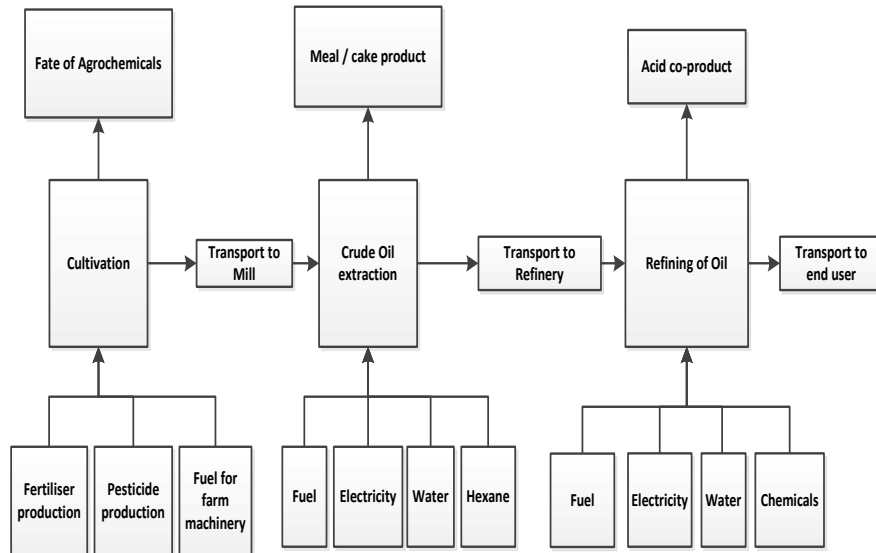 Fate of Agrochemicals
Meal / cake product
Acid co-product
Cultivation
Transport to
Mill
Crude Oil
extraction
Transport to
Refinery
Refining of Oil
Transport to
end user
Fertiliser
production
Pesticide
production
Fuel for
farm
machinery
Fuel
Electricity
Water
Hexane
Fuel
Electricity
Water
Chemicals